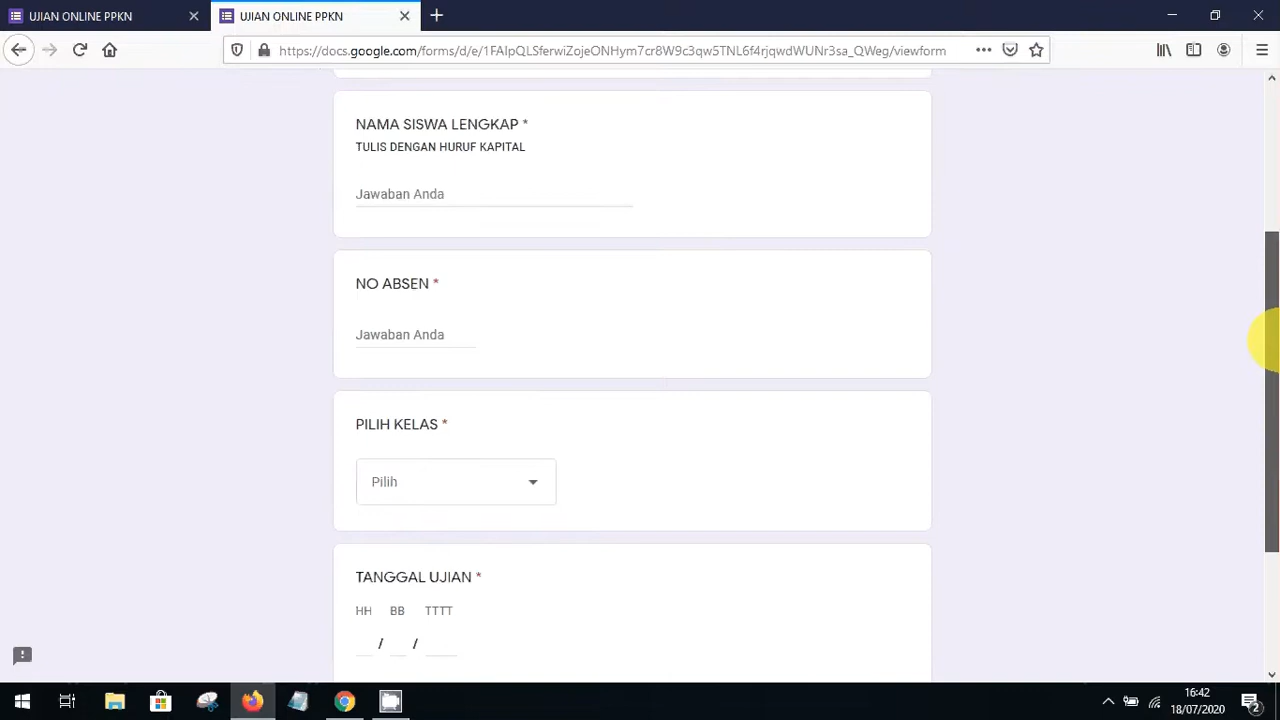 UJIAN ONLINE PPKN
UJIAN ONLINE PPKN
https://docs.google.com/forms/d/e/1FAIpQLSferwiZojeONHym7cr8W9c3qw5TNL6f4rjqwdWUNr3sa_QWeg/viewform
NAMA SISWA LENGKAP *
TULIS DENGAN HURUF KAPITAL
Jawaban Anda
NO ABSEN *
Jawaban Anda
PILIH KELAS *
Pilih
TANGGAL UJIAN *
HH BB TTTT
/ /
16:42
18/07/2020
2